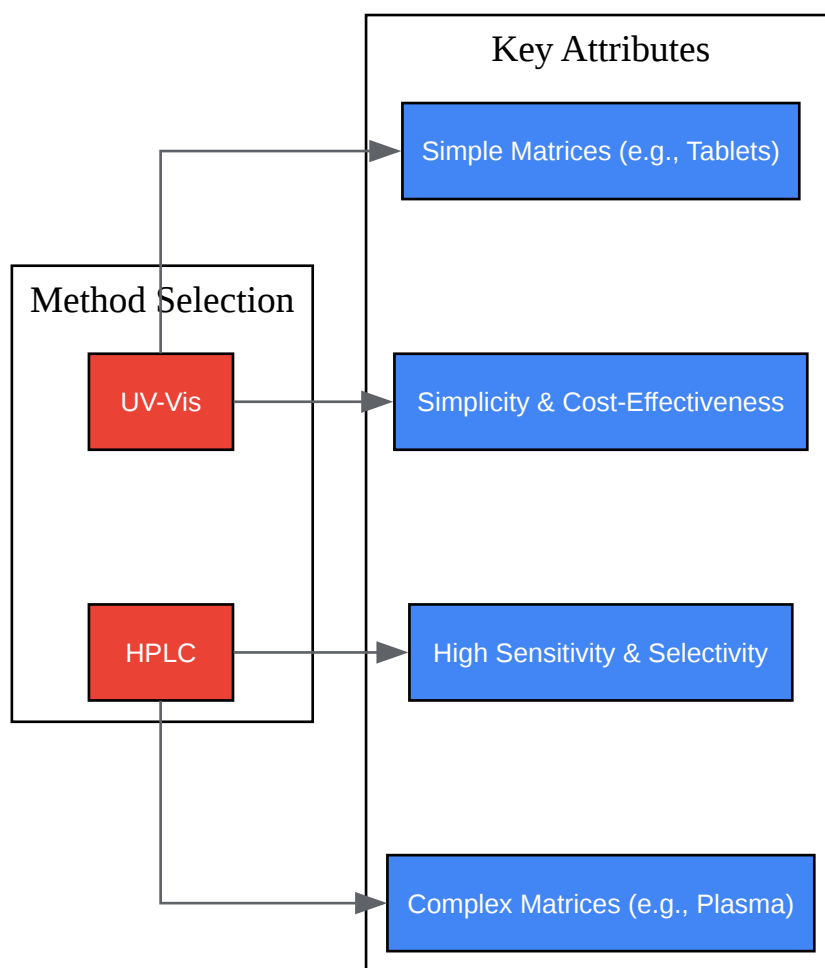 Key Attributes
Simple Matrices (e.g., Tablets)
Method Selection
UV-Vis
Simplicity & Cost-Effectiveness
HPLC
High Sensitivity & Selectivity
Complex Matrices (e.g., Plasma)